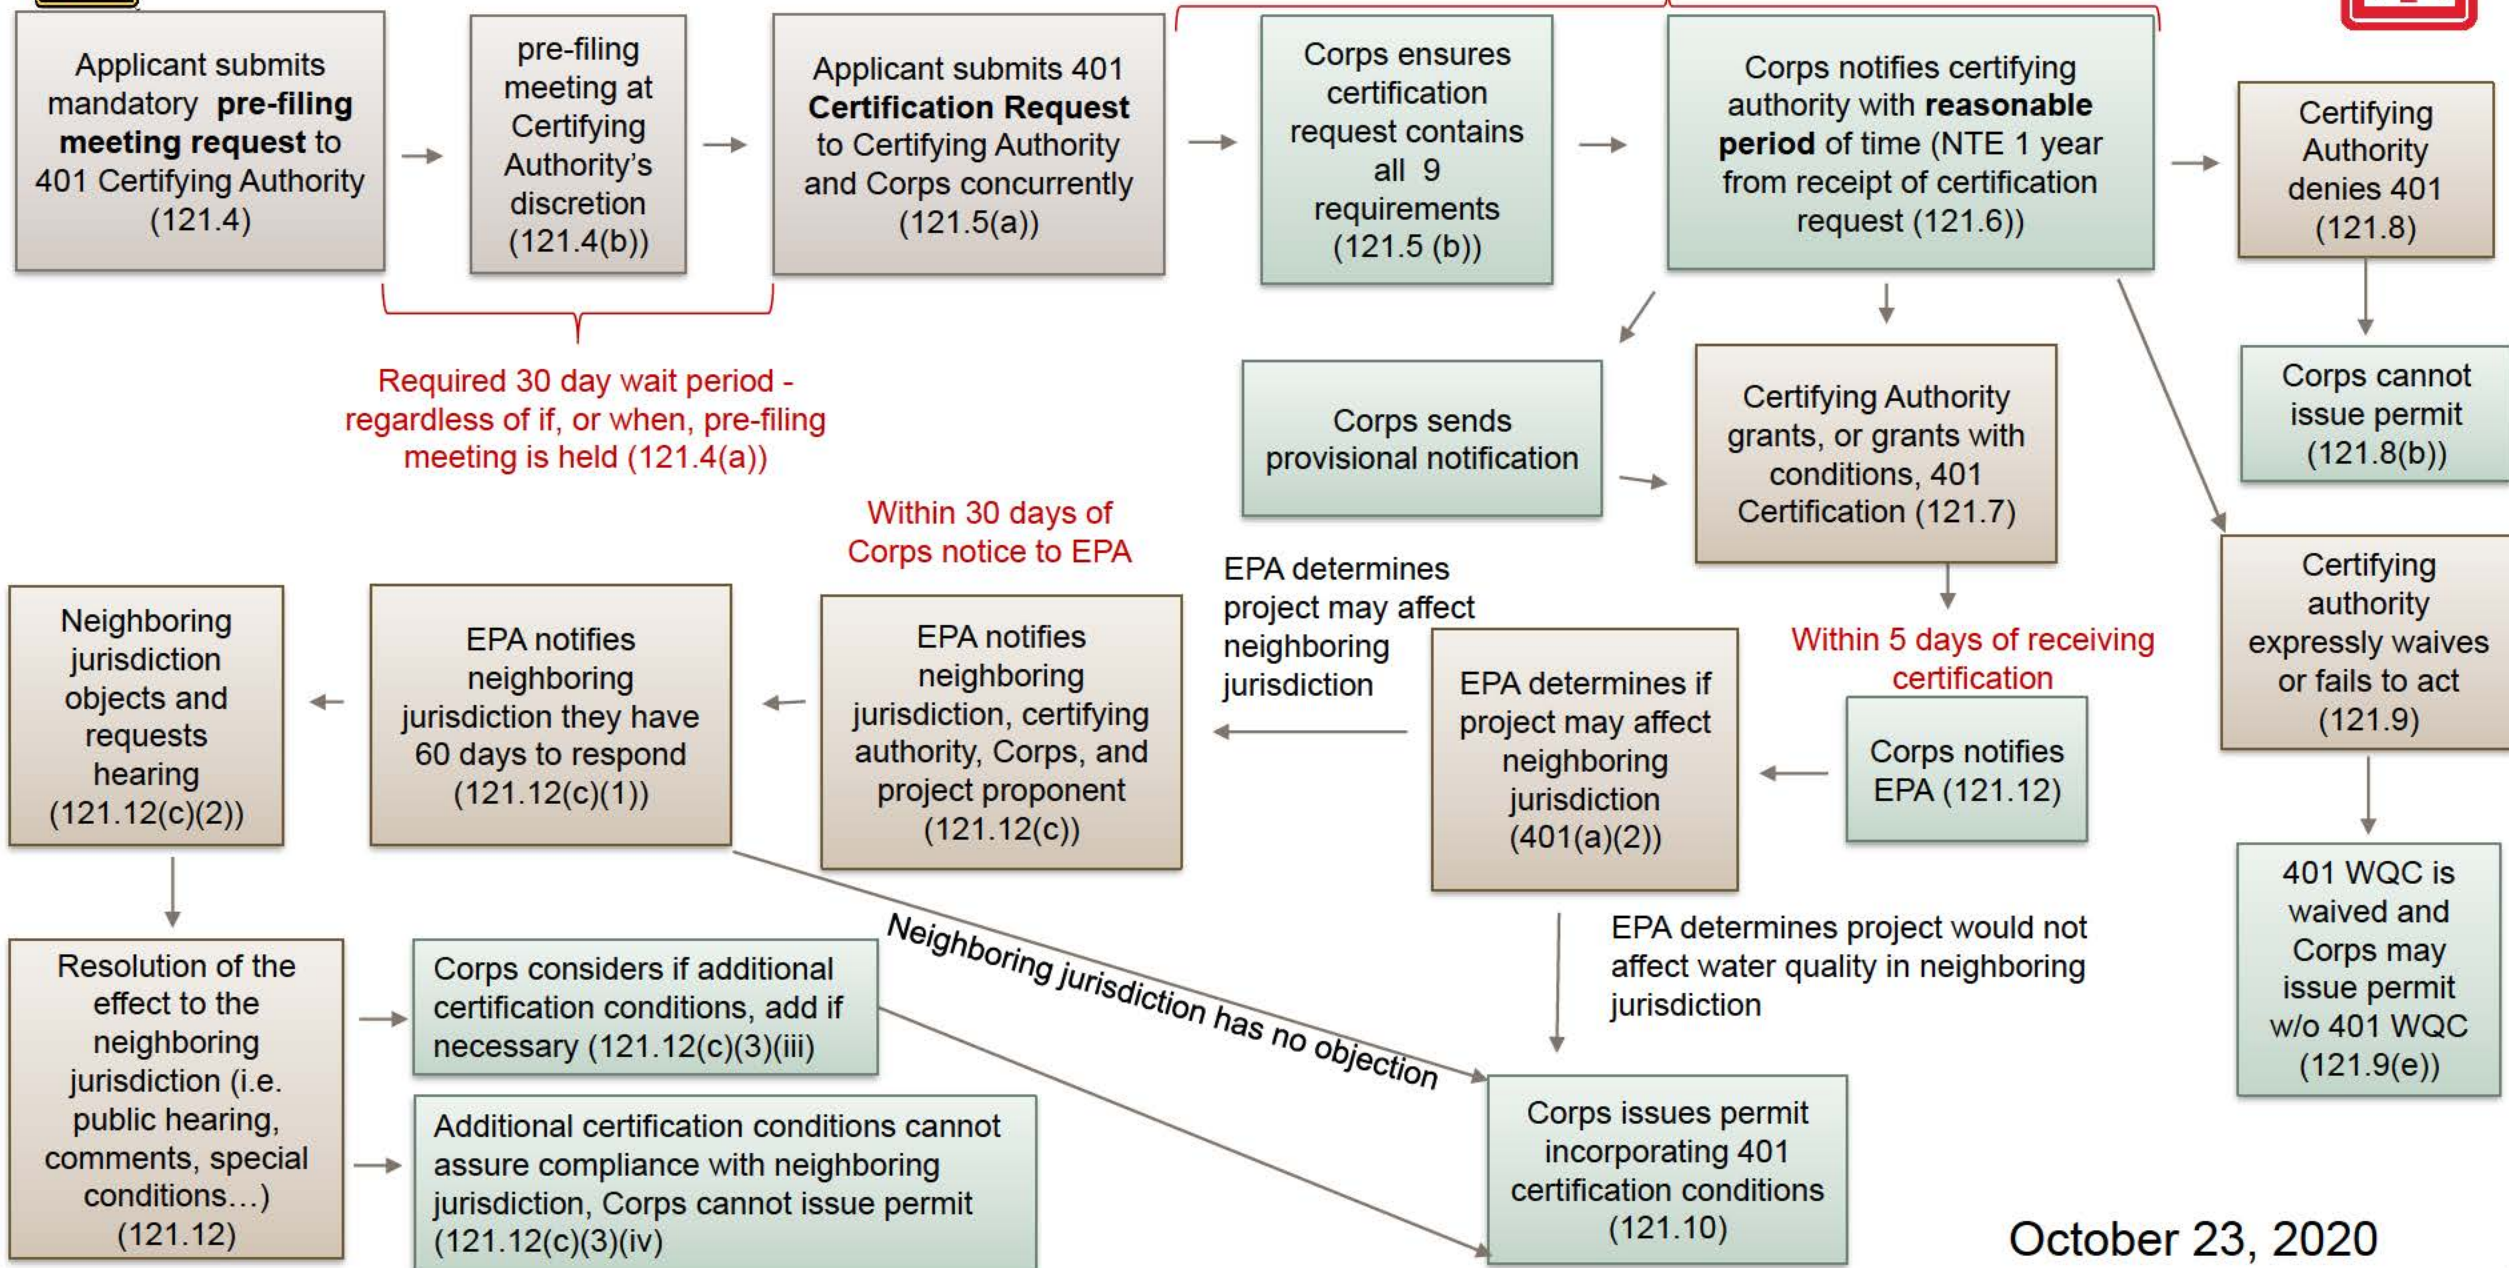 Applicant submits
mandatory pre-filing
meeting request to
401 Certifying Authority
(121.4)
pre-filing
meeting at
Certifying
Authority's
discretion
(121.4(b))
Applicant submits 401
Certification Request
to Certifying Authority
and Corps concurrently
(121.5(a))
Corps ensures
certification
request contains
all 9
requirements
(121.5 (b))
Corps notifies certifying
authority with reasonable
period of time (NTE 1 year
from receipt of certification
request (121.6))
Certifying
Authority
denies 401
(121.8)
Required 30 day wait period -
regardless of if, or when, pre-filing
meeting is held (121.4(a))
Corps sends
provisional notification
Certifying Authority
grants, or grants with
conditions, 401
Certification (121.7)
Corps cannot
issue permit
(121.8(b))
Within 30 days of
Corps notice to EPA
EPA determines
project may affect
neighboring
jurisdiction
Within 5 days of receiving
certification
Certifying
authority
expressly waives
or fails to act
(121.9)
Neighboring
jurisdiction
objects and
requests
hearing
(121.12(c)(2))
EPA notifies
neighboring
jurisdiction they have
60 days to respond
(121.12(c)(1))
EPA notifies
neighboring
jurisdiction, certifying
authority, Corps, and
project proponent
(121.12(c))
EPA determines if
project may affect
neighboring
jurisdiction
(401(a)(2))
Corps notifies
EPA (121.12)
401 WQC is
waived and
Corps may
issue permit
w/o 401 WQC
(121.9(e))
Resolution of the
effect to the
neighboring
jurisdiction (i.e.
public hearing,
comments, special
conditions…)
(121.12)
Corps considers if additional
certification conditions, add if
necessary (121.12(c)(3)(iii)
Additional certification conditions cannot
assure compliance with neighboring
jurisdiction, Corps cannot issue permit
(121.12(c)(3)(iv)
Neighboring jurisdiction has no objection
EPA determines project would not
affect water quality in neighboring
jurisdiction
Corps issues permit
incorporating 401
certification conditions
(121.10)
October 23, 2020